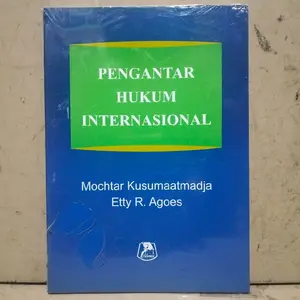 PENGANTAR
HUKUM
INTERNASIONAL
Mochtar Kusumaatmadja
Etty R. Agoes